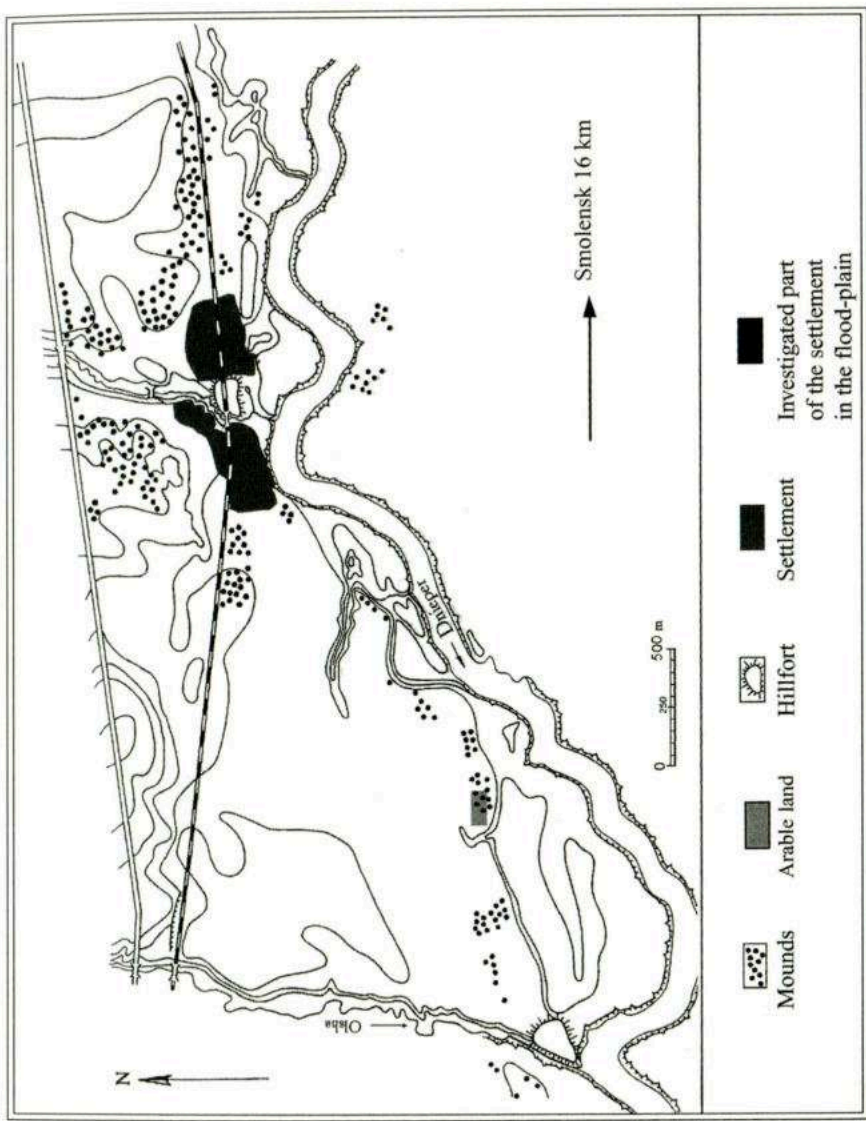 N
Olsha
Dnieper
Smolensk 16 km
0 250 500 m
Mounds
Arable land
Hillfort
Settlement
Investigated part
of the settlement
in the flood-plain